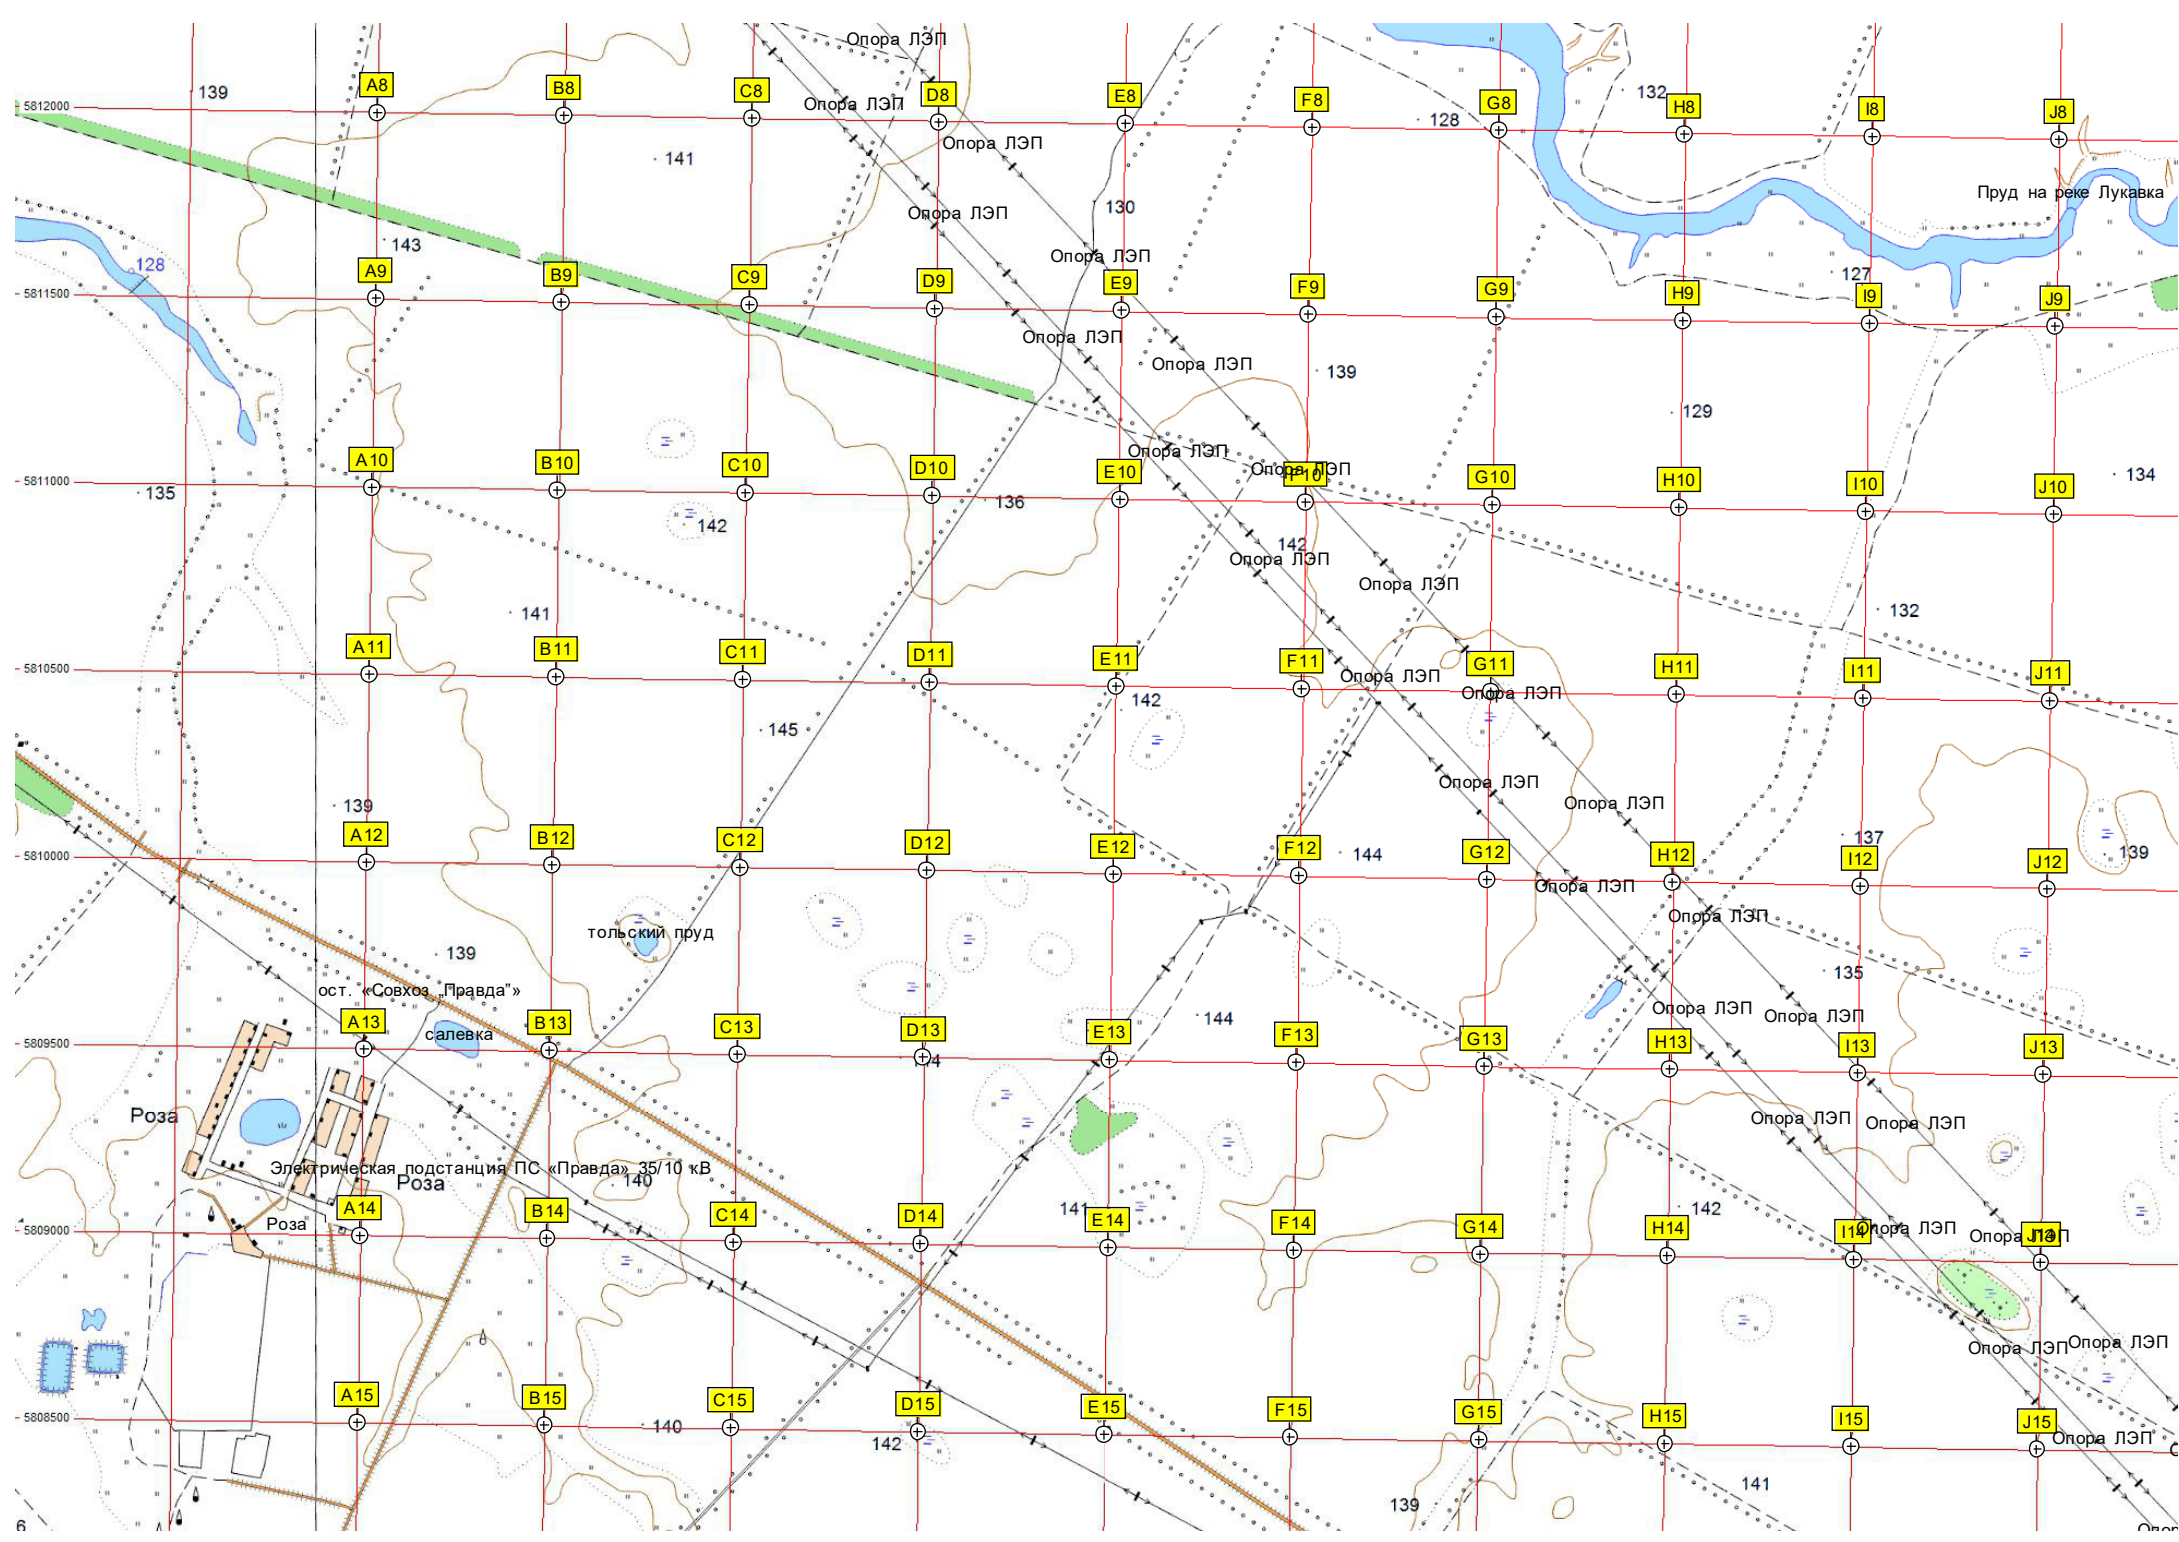 Опора ЛЭП
139
A8 B8 C8 Опора ЛЭП D8 E8 F8 G8 132 H8 I8 J8
5812000
128
141 Опора ЛЭП
Пруд на реке Лукавка
130
Опора ЛЭП
143
Опора ЛЭП
128 127
A9 B9 C9 D9 E9 F9 G9 H9 I9 J9
5811500
Опора ЛЭП
Опора ЛЭП 139
129
Опора ЛЭП
A10 B10 C10 D10 E10 Опора ЛЭП F10 G10 H10 I10 J10 134
5811000
135 136
142
142
Опора ЛЭП
Опора ЛЭП
141 132
A11 B11 C11 D11 E11 F11 G11 H11 I11 J11
5810500
Опора ЛЭП
Опора ЛЭП
142
145
Опора ЛЭП
139 Опора ЛЭП
A12 B12 C12 D12 E12 F12 G12 H12 I12 J12
137
5810000
144 139
Опора ЛЭП
Опора ЛЭП
тольский пруд
139
135
ост. «Совхоз „Правда"»
Опора ЛЭП
Опора ЛЭП
144
A13 B13 C13 D13 E13 F13 G13 H13 I13 J13
салевка
5809500
Роза
Опора ЛЭП Опора ЛЭП
Электрическая подстанция ПС «Правда» 35/10 кВ
Роза 140
A14 B14 C14 D14 141 E14 F14 G14 142 H14 I14 Опора ЛЭП J14
Роза
Опора ЛЭП
5809000
Опора ЛЭП Опора ЛЭП
A15 B15 C15 D15 E15 F15 G15 H15 I15 J15
5808500
140
142 Опора ЛЭП
141
139
6